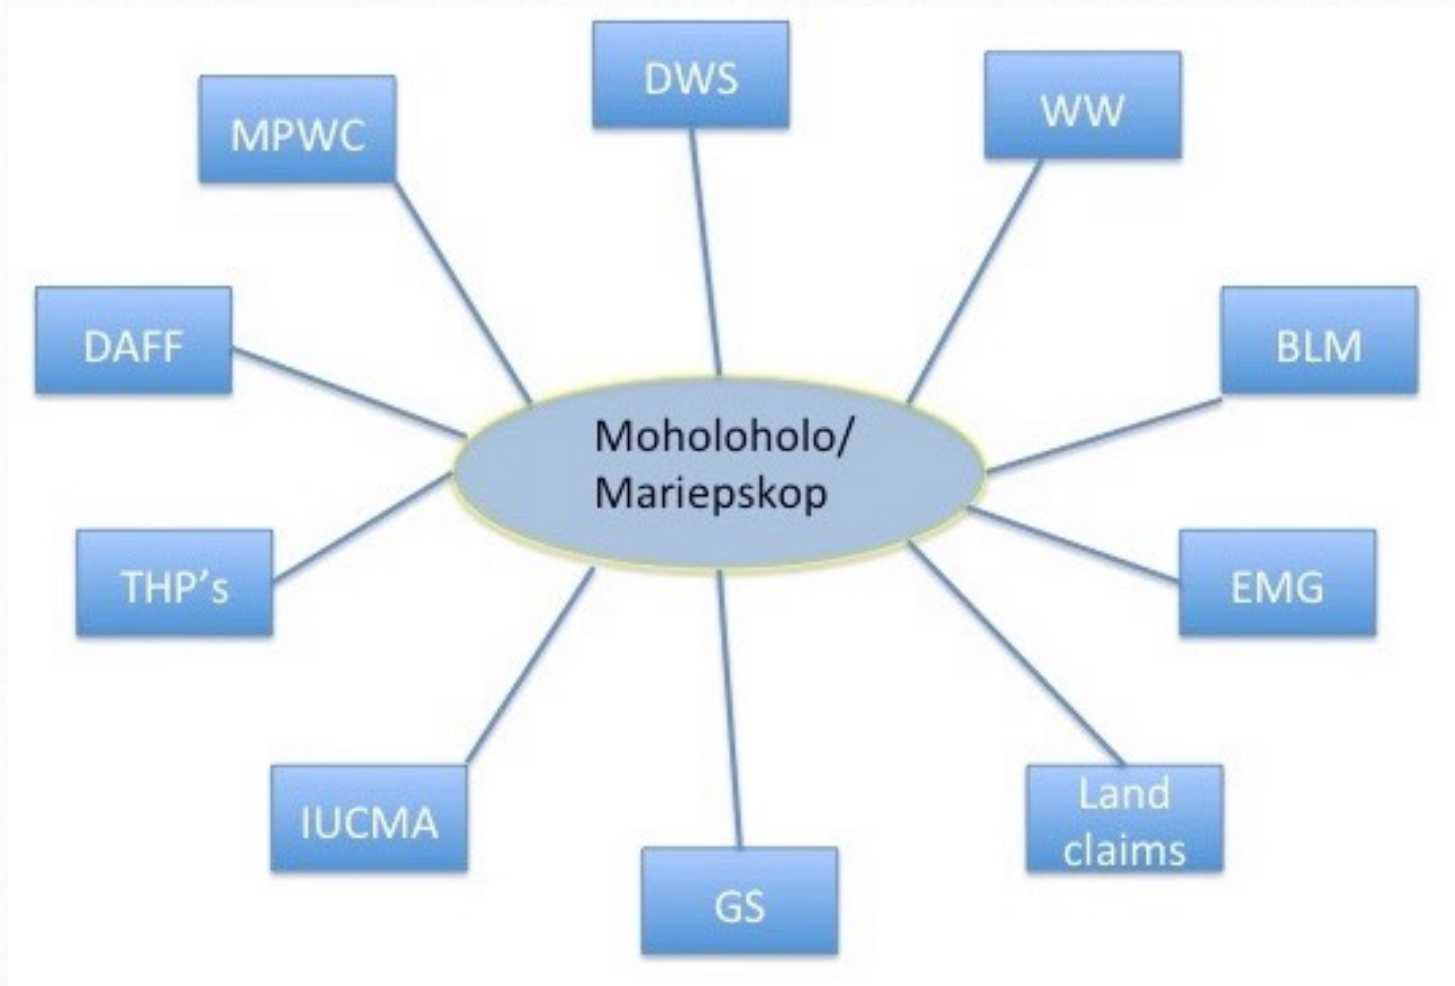 DWS
WW
MPWC
DAFF
BLM
Moholoholo/
Mariepskop
THP’s
EMG
IUCMA
Land
claims
GS